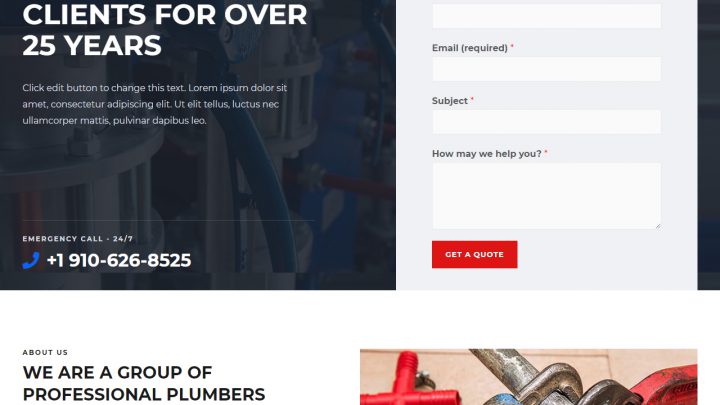 CLIENTS FOR OVER
25 YEARS
Click edit button to change this text. Lorem ipsum dolor sit
amet, consectetur adipiscing elit. Ut elit tellus, luctus nec
ullamcorper mattis, pulvinar dapibus leo.
EMERGENCY CALL - 24/7
+1 910-626-8525
Email (required) *
Subject *
How may we help you? *
GET A QUOTE
ABOUT US
WE ARE A GROUP OF
PROFESSIONAL PLUMBERS